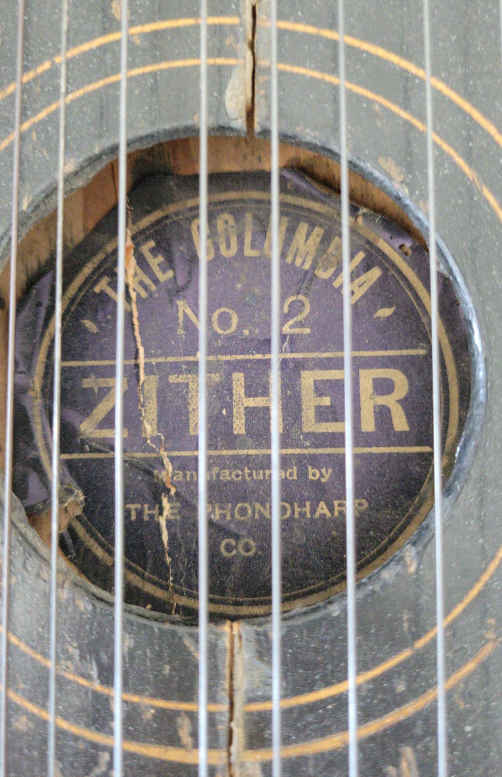 THE COLUMBIA
No. 2
ZITHER
Manufactured by
THE PHONOHARP
CO.